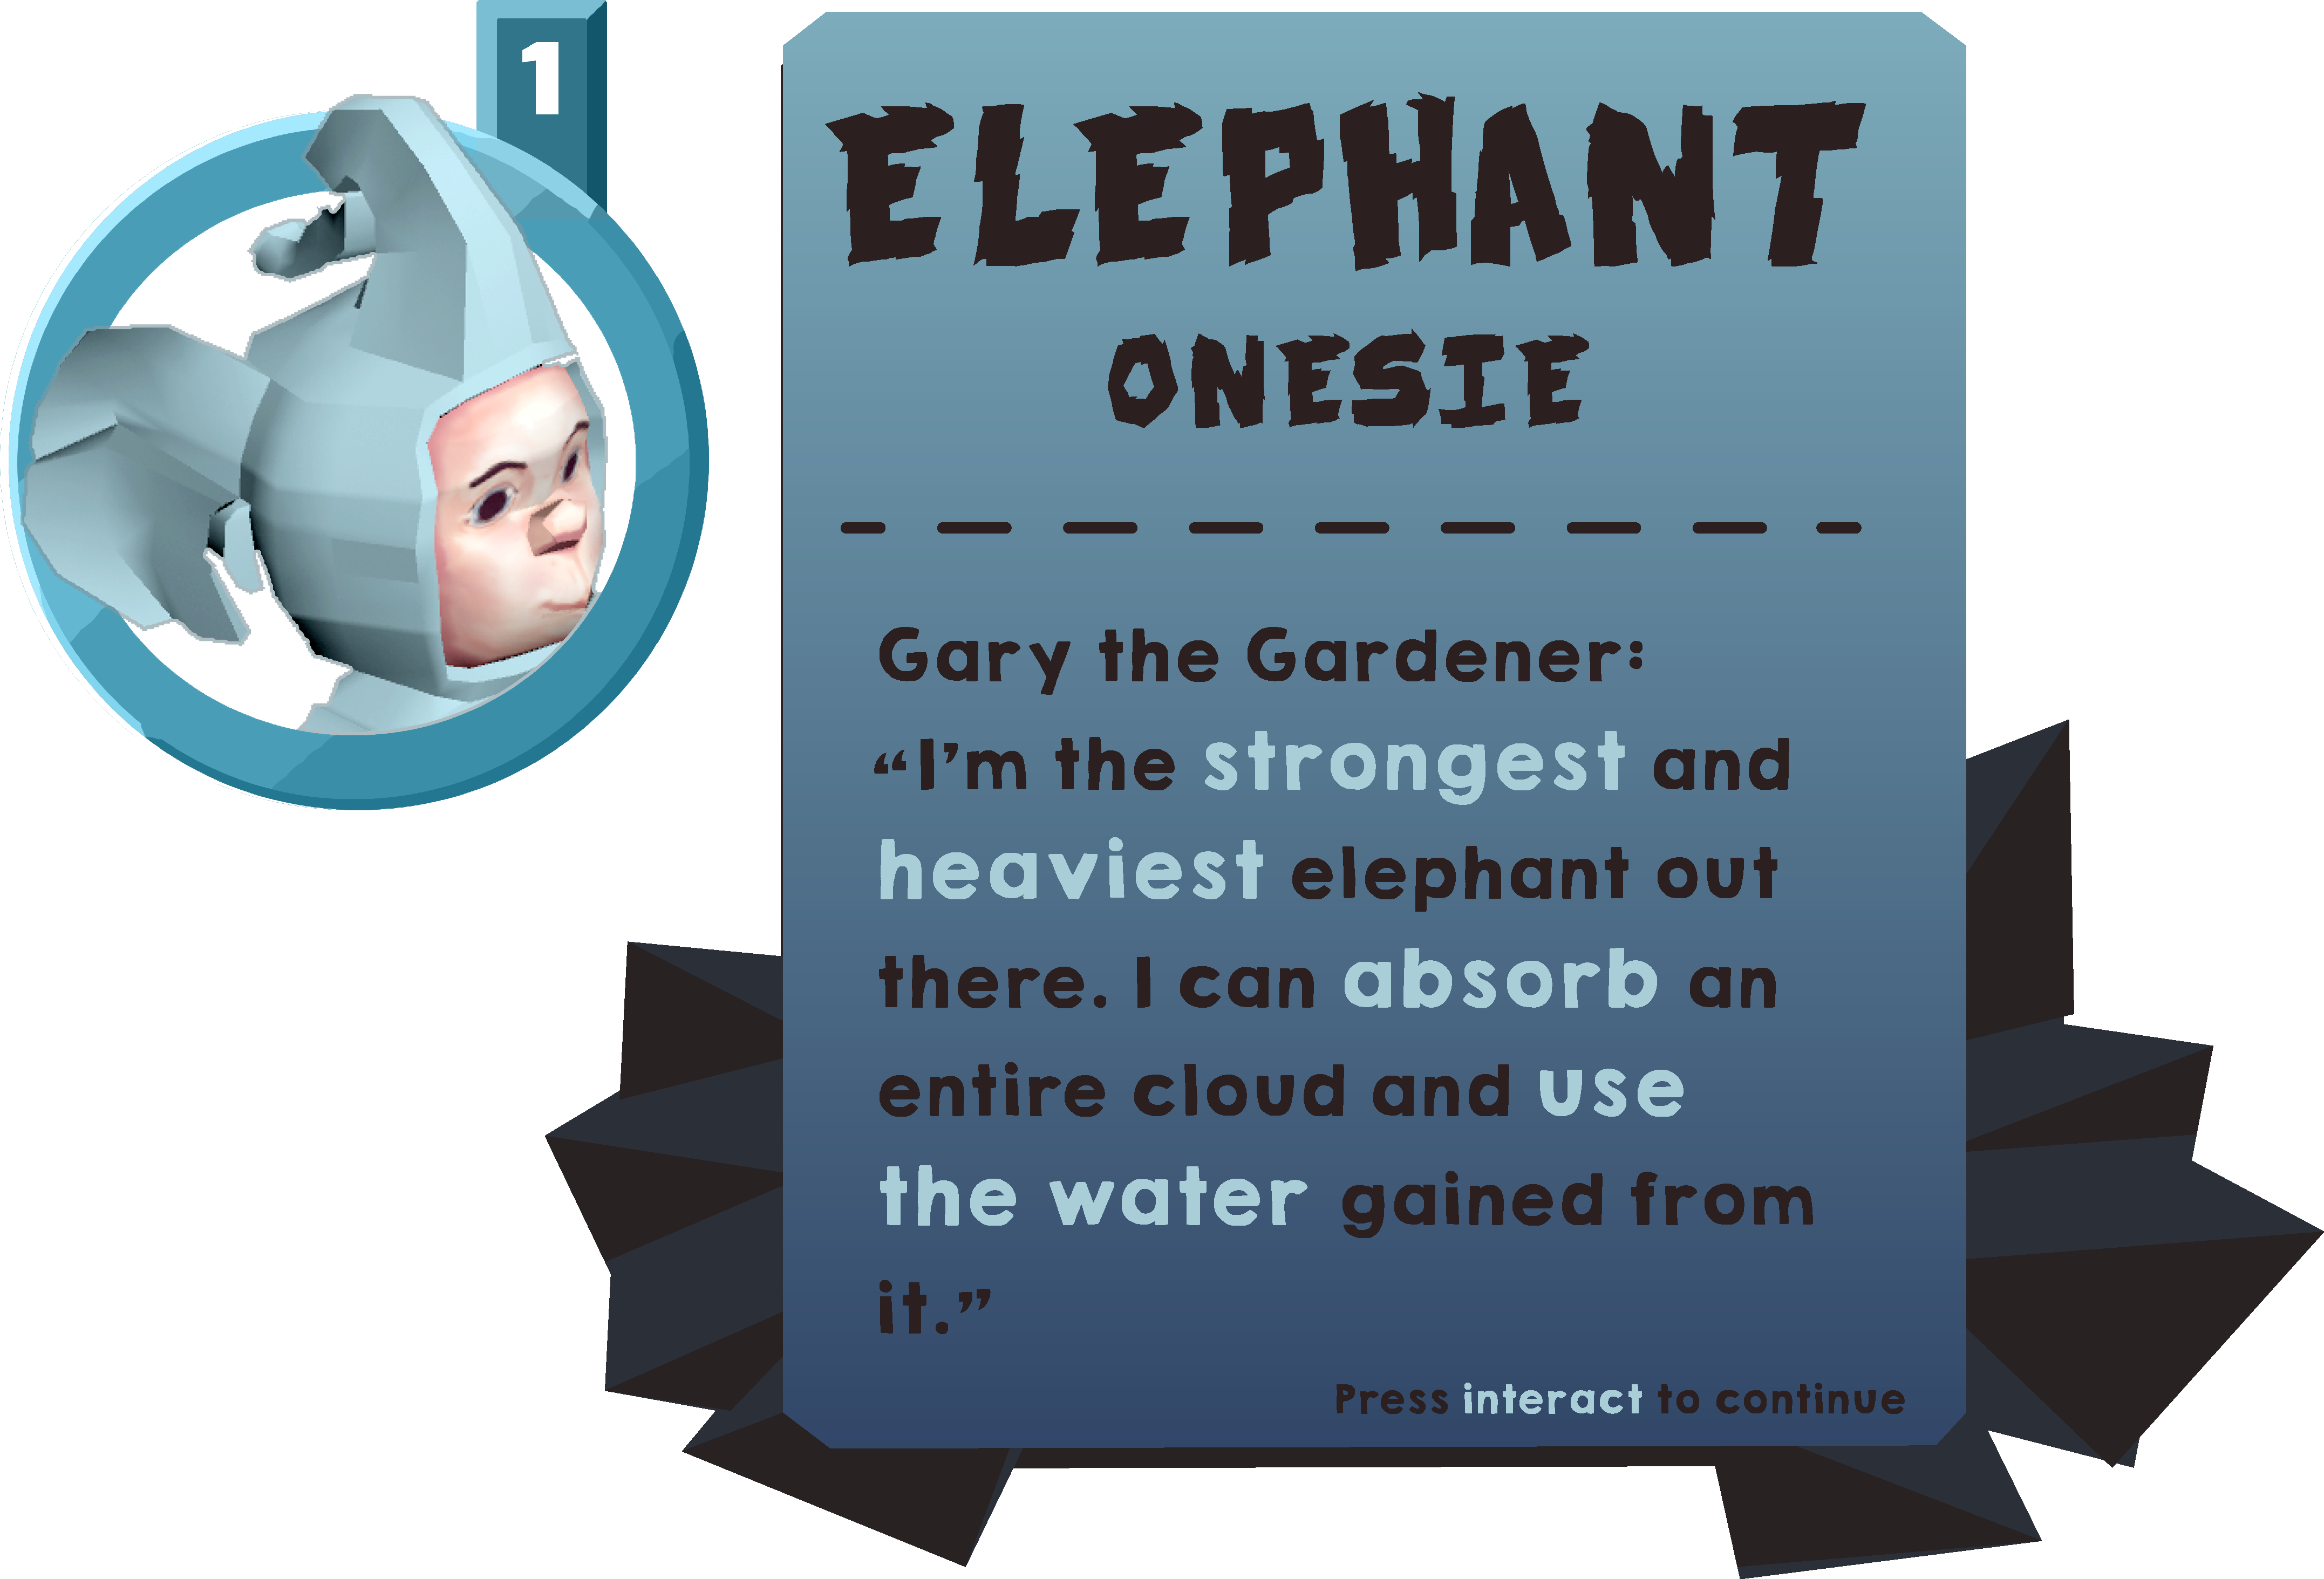 1
ELEPHANT
ONESIE
Gary the Gardener:
“I’m the strongest and
heaviest elephant out
there. I can absorb an
entire cloud and use
the water gained from
it.”
Press interact to continue